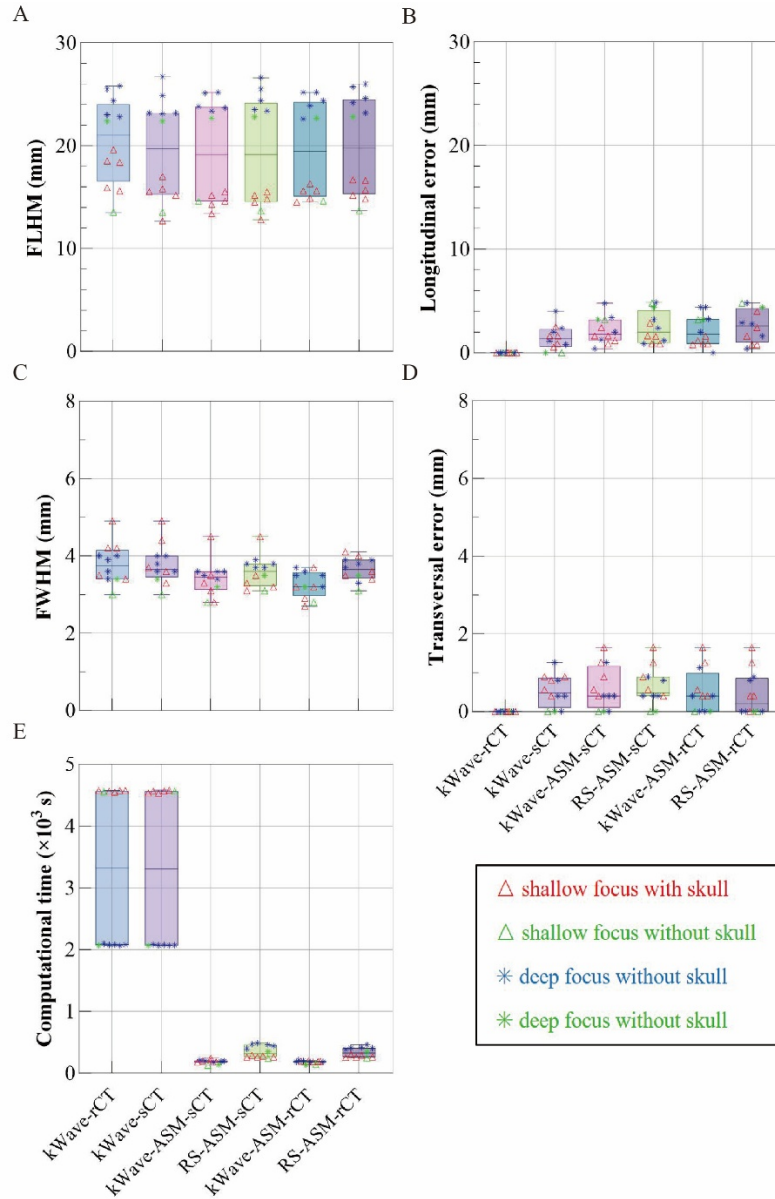 A
30
20
10
0
FLHM (mm)
B
30
20
10
0
Longitudinal error (mm)
C
8
6
4
2
0
FWHM (mm)
D
8
6
4
2
0
Transversal error (mm)
kWave-rCT
kWave-sCT
kWave-ASM-sCT
RS-ASM-sCT
kWave-ASM-rCT
RS-ASM-rCT
E
5
4
3
2
1
0
Computational time (×10³ s)
kWave-rCT
kWave-sCT
kWave-ASM-sCT
RS-ASM-sCT
kWave-ASM-rCT
RS-ASM-rCT
shallow focus with skull
shallow focus without skull
deep focus without skull
deep focus without skull